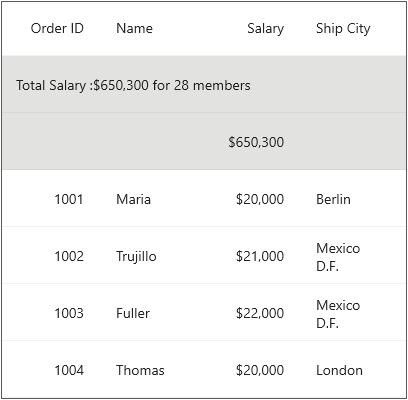 Order ID Name Salary Ship City
Total Salary :$650,300 for 28 members
$650,300
1001 Maria $20,000 Berlin
1002 Trujillo $21,000 Mexico
D.F.
1003 Fuller $22,000 Mexico
D.F.
1004 Thomas $20,000 London